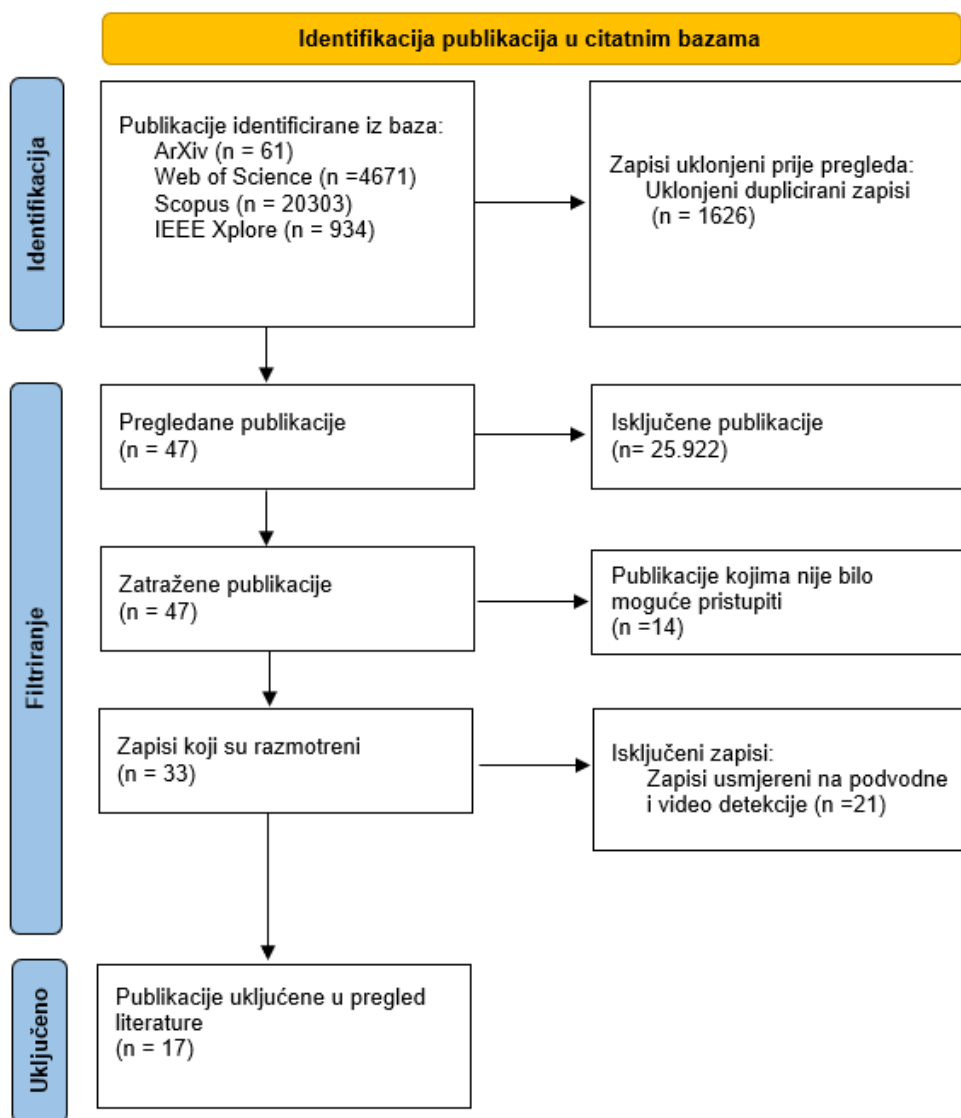 Identifikacija publikacija u citatnim bazama
Identifikacija
Publikacije identificirane iz baza:
ArXiv (n = 61)
Web of Science (n =4671)
Scopus (n = 20303)
IEEE Xplore (n = 934)
Zapisi uklonjeni prije pregleda:
Uklonjeni duplicirani zapisi
(n = 1626)
Filtriranje
Pregledane publikacije
(n = 47)
Isključene publikacije
(n= 25.922)
Zatražene publikacije
(n = 47)
Publikacije kojima nije bilo
moguće pristupiti
(n =14)
Zapisi koji su razmotreni
(n = 33)
Isključeni zapisi:
Zapisi usmjereni na podvodne
i video detekcije (n =21)
Uključeno
Publikacije uključene u pregled
literature
(n = 17)